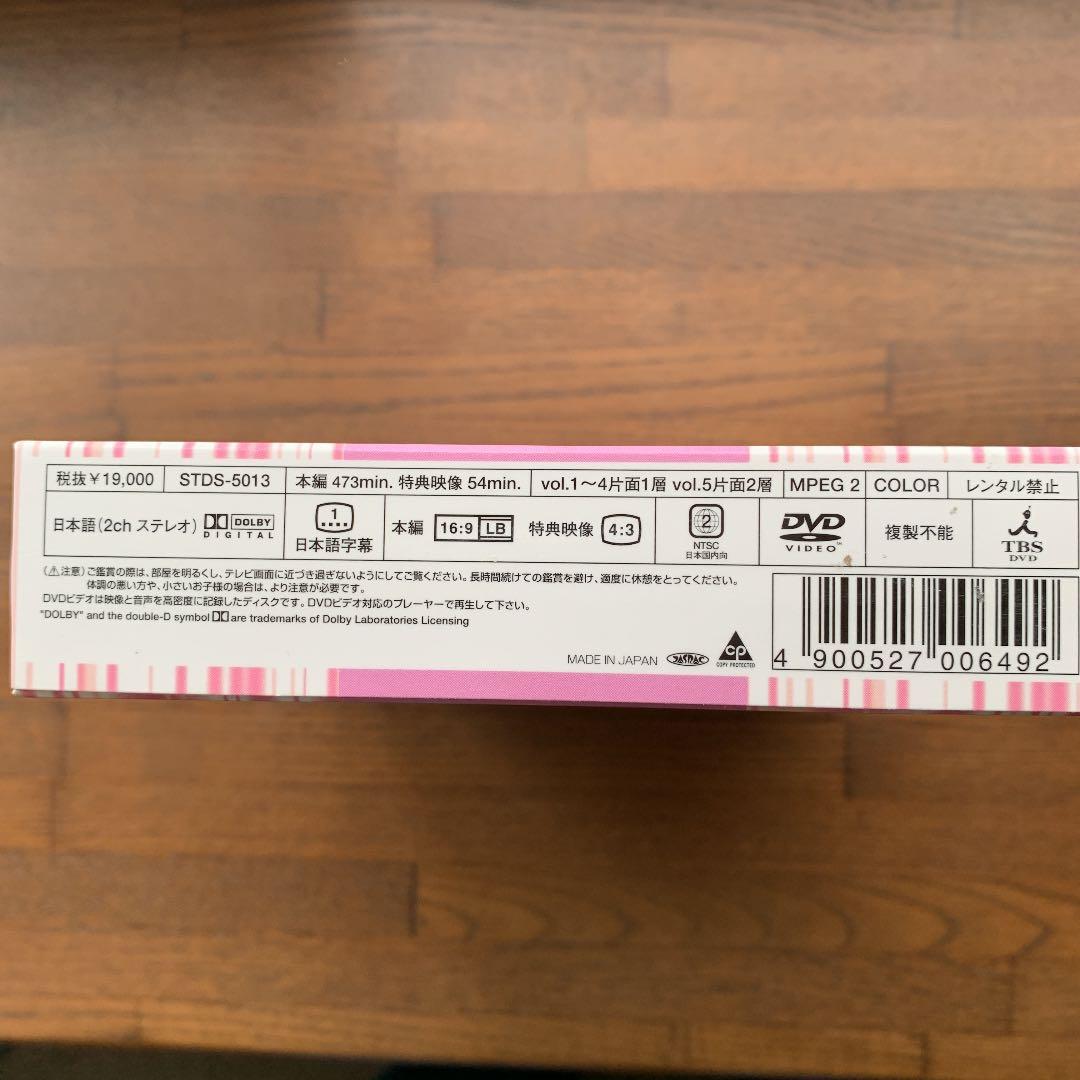 税抜￥19,000 STDS-5013 本編 473min. 特典映像 54min. vol.1～4片面1層 vol.5片面2層 MPEG 2 COLOR レンタル禁止
日本語(2ch ステレオ) DOLBY DIGITAL 1 日本語字幕 本編 16:9 LB 特典映像 4:3 2 NTSC 日本国内向 DVD VIDEO 複製不能 TBS DVD
(⚠注意)ご鑑賞の際は、部屋を明るくし、テレビ画面に近づき過ぎないようにしてご覧ください。長時間続けての鑑賞を避け、適度に休憩をとってください。
体調の悪い方や、小さいお子様の場合は、より注意が必要です。
DVDビデオは映像と音声を高密度に記録したディスクです。DVDビデオ対応のプレーヤーで再生して下さい。
"DOLBY" and the double-D symbol are trademarks of Dolby Laboratories Licensing
MADE IN JAPAN JASRAC CP COPY PROTECTED
4 900527 006492